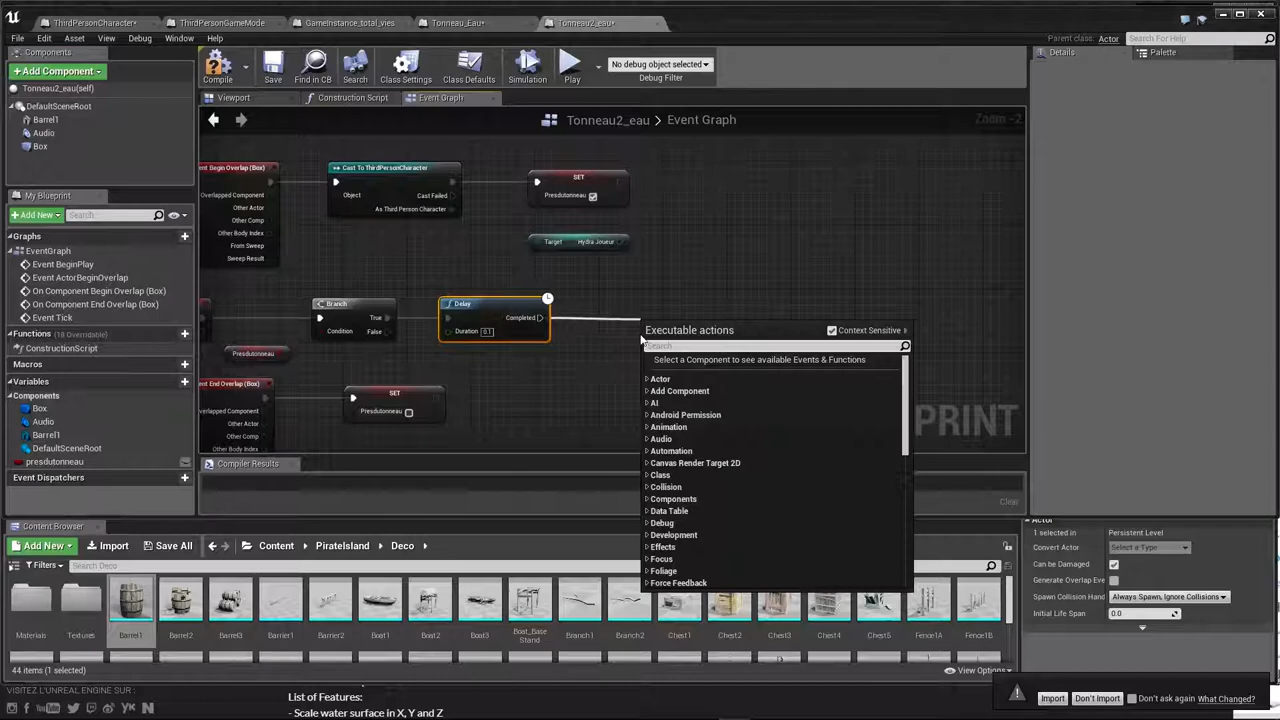 ThirdPersonCharacter*
ThirdPersonGameMode
GameInstance_total_vies
Tonneau_Eau*
Tonneau2_eau*
File Edit Asset View Debug Window Help
Parent class: Actor
Search For Help
Components
+ Add Component
Tonneau2_eau(self)
DefaultSceneRoot
Barrel1
Audio
Box
Compile
Save
Find in CB
Search
Class Settings
Class Defaults
Simulation
Play
No debug object selected
Debug Filter
Details
Palette
Viewport
Construction Script
Event Graph
Tonneau2_eau > Event Graph
Zoom -2
My Blueprint
+ Add New
Search
Graphs
EventGraph
Event BeginPlay
Event ActorBeginOverlap
On Component Begin Overlap (Box)
On Component End Overlap (Box)
Event Tick
Functions (18 Overridable)
ConstructionScript
Macros
Variables
Components
Box
Audio
Barrel1
DefaultSceneRoot
presdutonneau
Event Dispatchers
ent Begin Overlap (Box)
Overlapped Component
Other Actor
Other Comp
Other Body Index
From Sweep
Sweep Result
Cast To ThirdPersonCharacter
Object
Cast Failed
As Third Person Character
SET
Presdutonneau
Target Hydra Joueur
Branch
True
Condition
False
Delay
Completed
Duration 0.1
Presdutonneau
ent End Overlap (Box)
Overlapped Component
Other Actor
Other Comp
Other Body Index
SET
Presdutonneau
Executable actions
Context Sensitive
Search
Select a Component to see available Events & Functions
Actor
Add Component
AI
Android Permission
Animation
Audio
Automation
Canvas Render Target 2D
Class
Collision
Components
Data Table
Debug
Development
Effects
Focus
Foliage
Force Feedback
PRINT
Compiler Results
Clear
Content Browser
Add New
Import
Save All
Content
PirateIsland
Deco
Filters
Search Deco
Materials
Textures
Barrel1
Barrel2
Barrel3
Barrier1
Barrier2
Boat1
Boat2
Boat3
Boat_Base
Stand
Branch1
Branch2
Chest1
Chest2
Chest3
Chest4
Chest5
Fence1A
Fence1B
44 items (1 selected)
View Options
Actor
1 selected in
Persistent Level
Convert Actor
Select a Type
Can be Damaged
Generate Overlap Eve
Spawn Collision Hand
Always Spawn, Ignore Collisions
Initial Life Span
0.0
VISITEZ L'UNREAL ENGINE SUR :
List of Features:
- Scale water surface in X, Y and Z
Import
Don't Import
Don't ask again
What Changed?